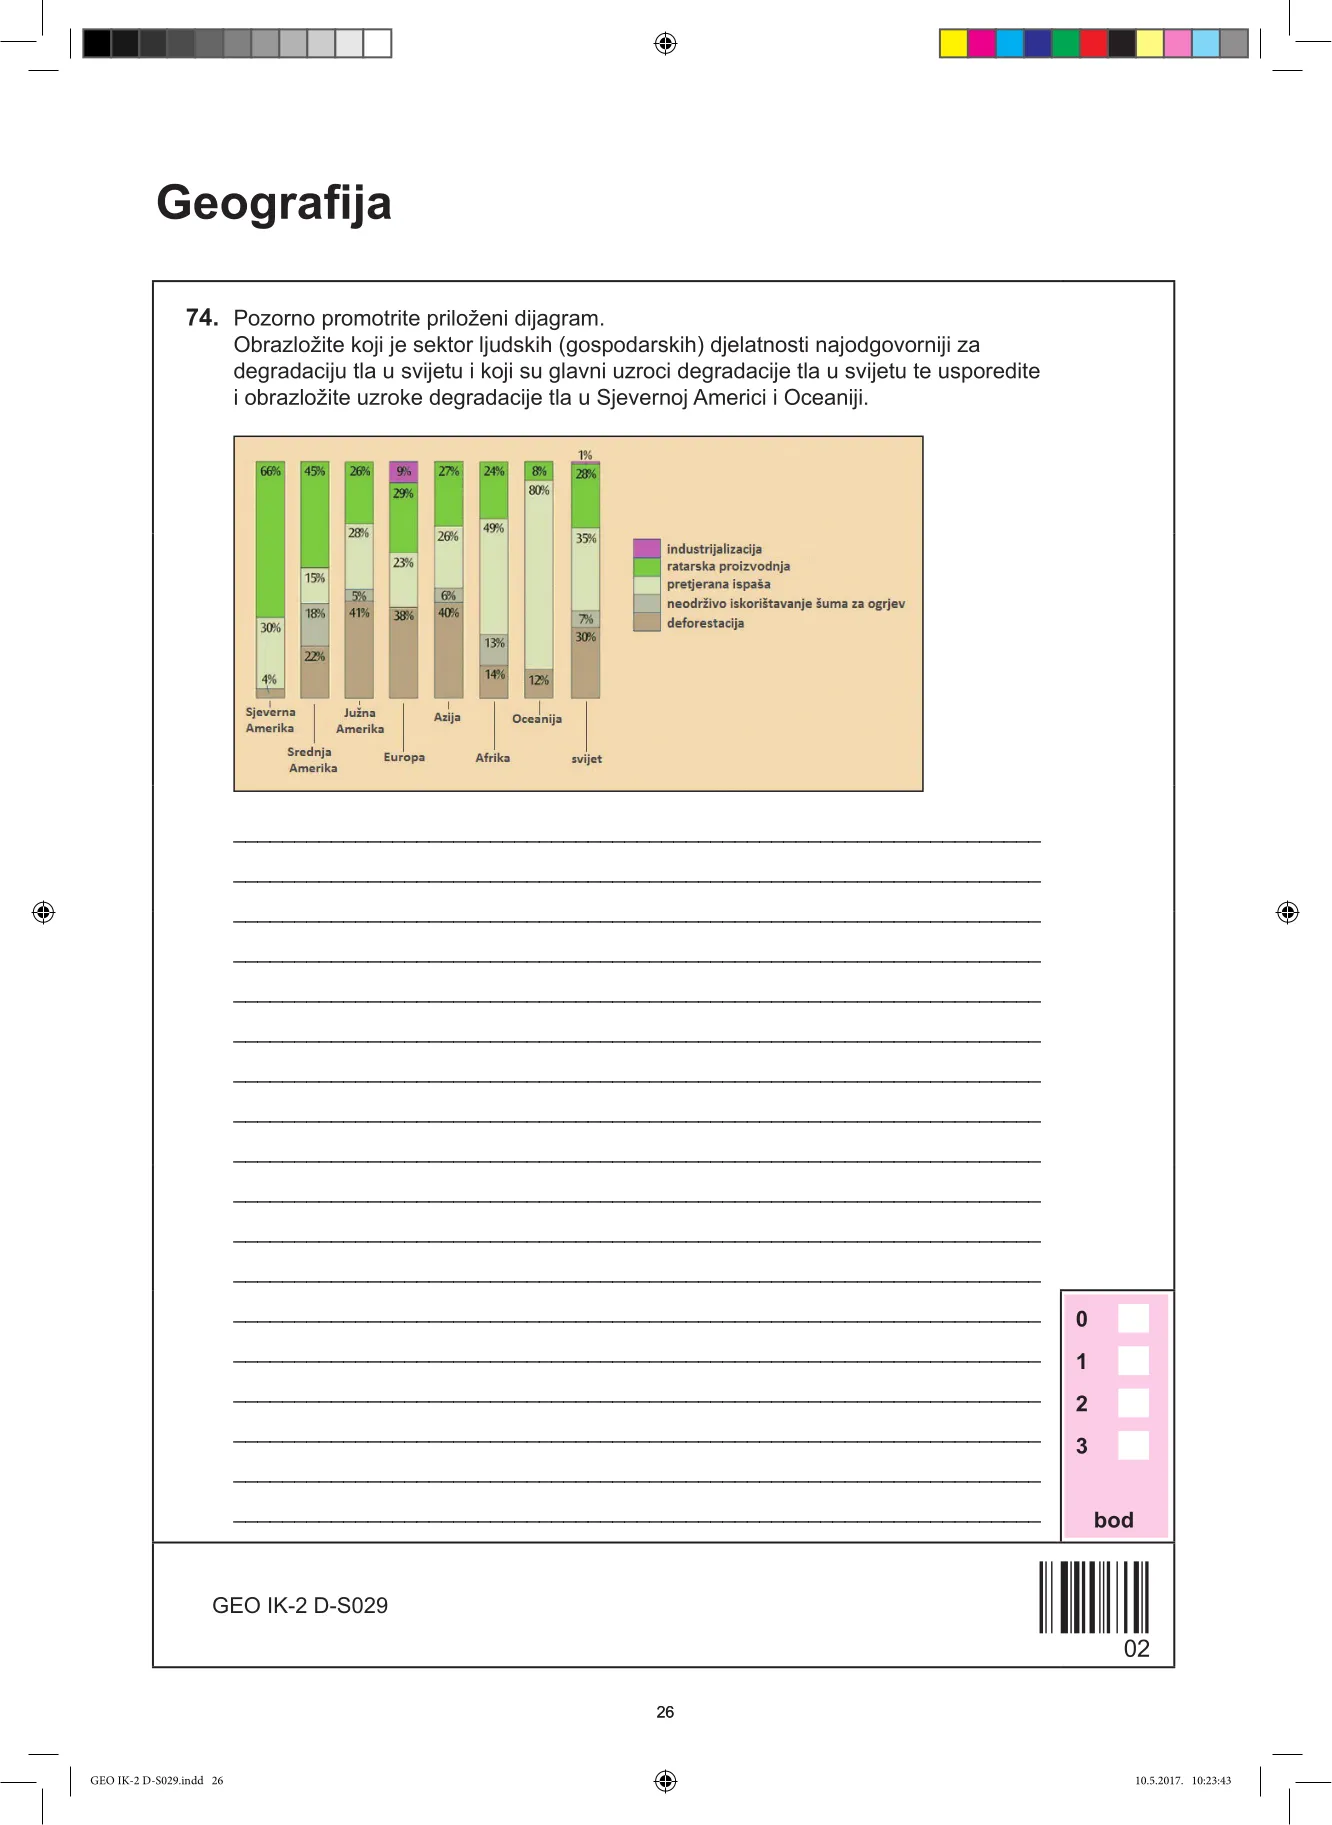 Geografija
74. Pozorno promotrite priloženi dijagram.
Obrazložite koji je sektor ljudskih (gospodarskih) djelatnosti najodgovorniji za
degradaciju tla u svijetu i koji su glavni uzroci degradacije tla u svijetu te usporedite
i obrazložite uzroke degradacije tla u Sjevernoj Americi i Oceaniji.
66%
30%
4%
Sjeverna
Amerika
45%
15%
18%
22%
Srednja
Amerika
26%
28%
5%
41%
Južna
Amerika
9%
29%
23%
38%
Europa
27%
26%
6%
40%
Azija
24%
49%
13%
14%
Afrika
8%
80%
12%
Oceanija
1%
28%
35%
7%
30%
svijet
industrijalizacija
ratarska proizvodnja
pretjerana ispaša
neodrživo iskorištavanje šuma za ogrjev
deforestacija
0
1
2
3
bod
GEO IK-2 D-S029
02
26
GEO IK-2 D-S029.indd 26
10.5.2017. 10:23:43